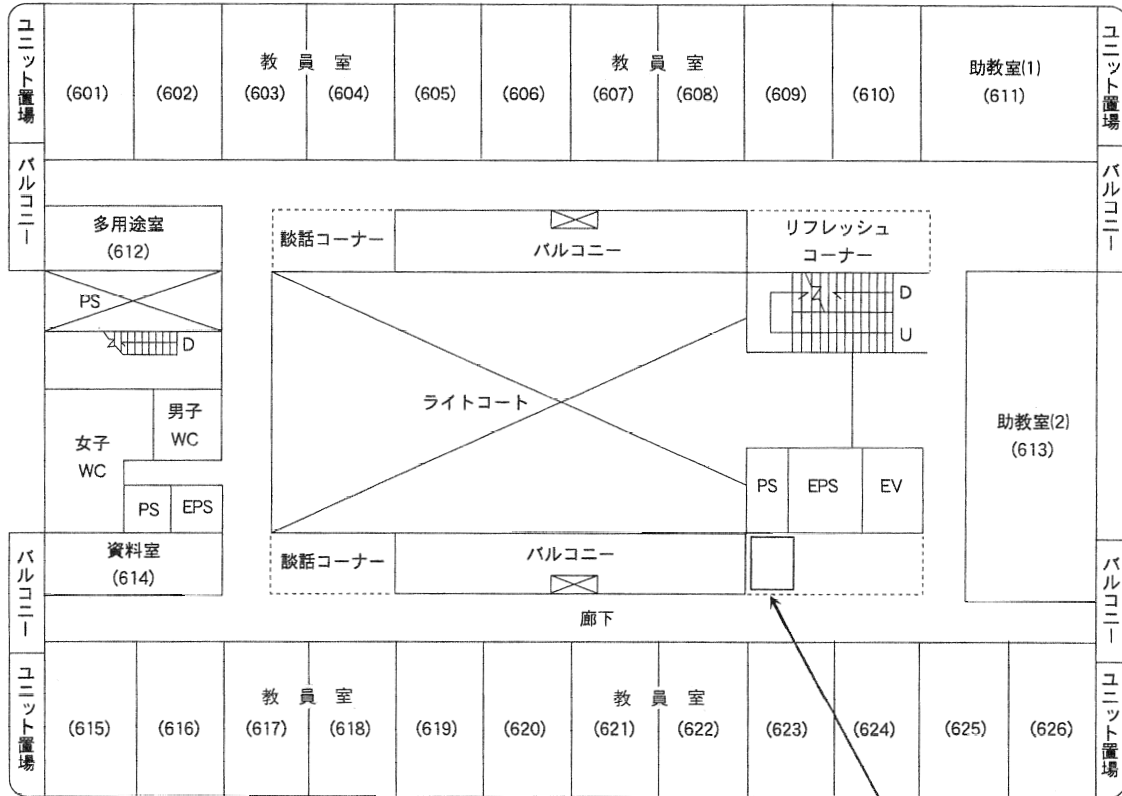 ユニット置場
教員室
教員室
ユニット置場
(601)
(602)
(603)
(604)
(605)
(606)
(607)
(608)
(609)
(610)
助教室(1)
(611)
バルコニー
バルコニー
多用途室
(612)
談話コーナー
バルコニー
リフレッシュ
コーナー
PS
D
D
U
ライトコート
男子
WC
女子
WC
助教室(2)
(613)
PS
EPS
PS
EPS
EV
バルコニー
資料室
(614)
談話コーナー
バルコニー
バルコニー
廊下
ユニット置場
教員室
教員室
ユニット置場
(615)
(616)
(617)
(618)
(619)
(620)
(621)
(622)
(623)
(624)
(625)
(626)